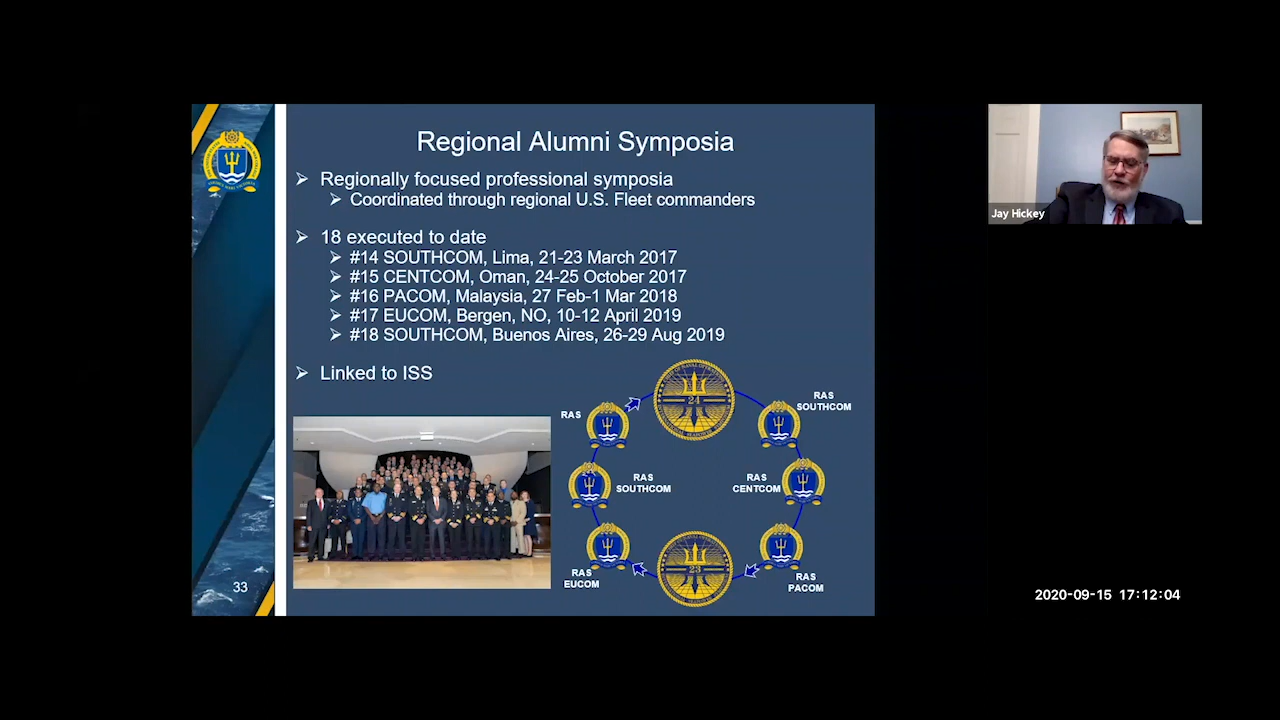 Regional Alumni Symposia
Regionally focused professional symposia
Coordinated through regional U.S. Fleet commanders
18 executed to date
#14 SOUTHCOM, Lima, 21-23 March 2017
#15 CENTCOM, Oman, 24-25 October 2017
#16 PACOM, Malaysia, 27 Feb-1 Mar 2018
#17 EUCOM, Bergen, NO, 10-12 April 2019
#18 SOUTHCOM, Buenos Aires, 26-29 Aug 2019
Linked to ISS
24
RAS
RAS
SOUTHCOM
RAS
SOUTHCOM
RAS
CENTCOM
23
RAS
EUCOM
RAS
PACOM
33
Jay Hickey
2020-09-15 17:12:04